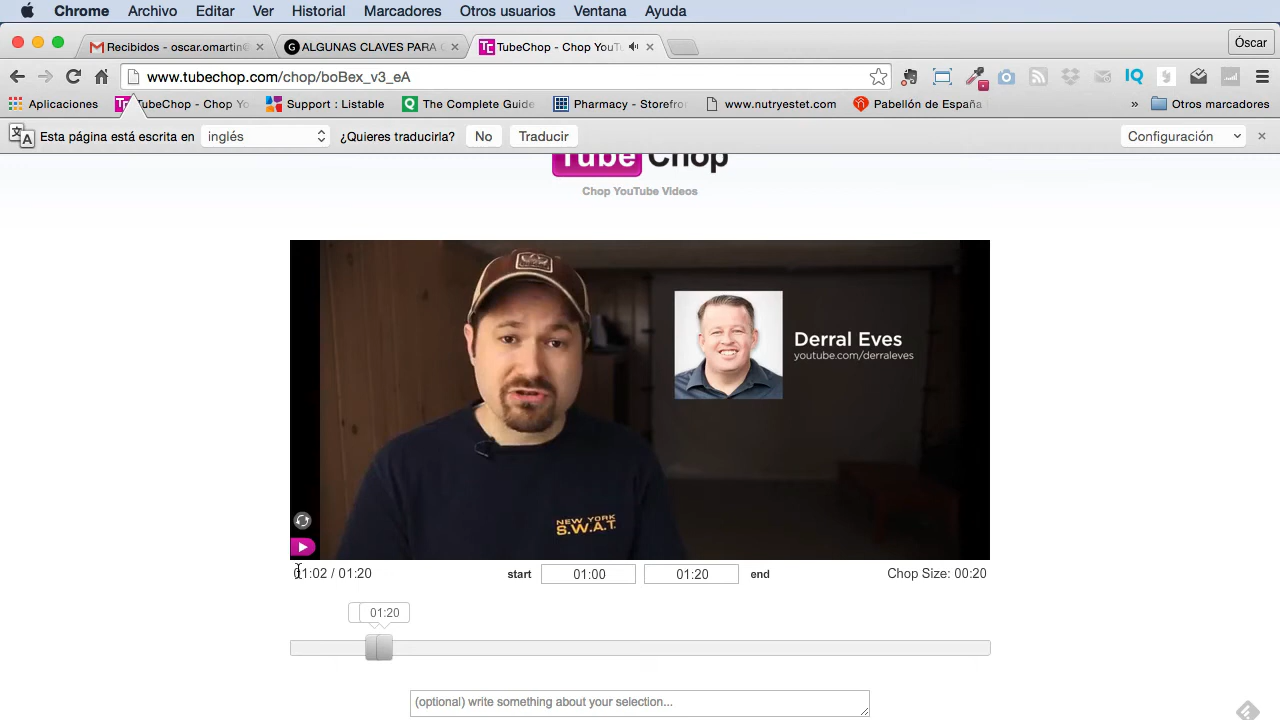 Chrome Archivo Editar Ver Historial Marcadores Otros usuarios Ventana Ayuda
Recibidos - oscar.omartin@ ALGUNAS CLAVES PARA TubeChop - Chop YouTu Óscar
www.tubechop.com/chop/boBex_v3_eA
Aplicaciones TubeChop - Chop Yo Support : Listable The Complete Guide Phmacy - Storefro www.nutryestet.com Pabellón de España » Otros marcadores
Esta página está escrita en inglés ¿Quieres traducirla? No Traducir Configuración
Tube Chop
Chop YouTube Videos
Derral Eves
youtube.com/derraleves
NEW YORK
S.W.A.T.
01:02 / 01:20 start 01:00 01:20 end Chop Size: 00:20
01:20
(optional) write something about your selection...